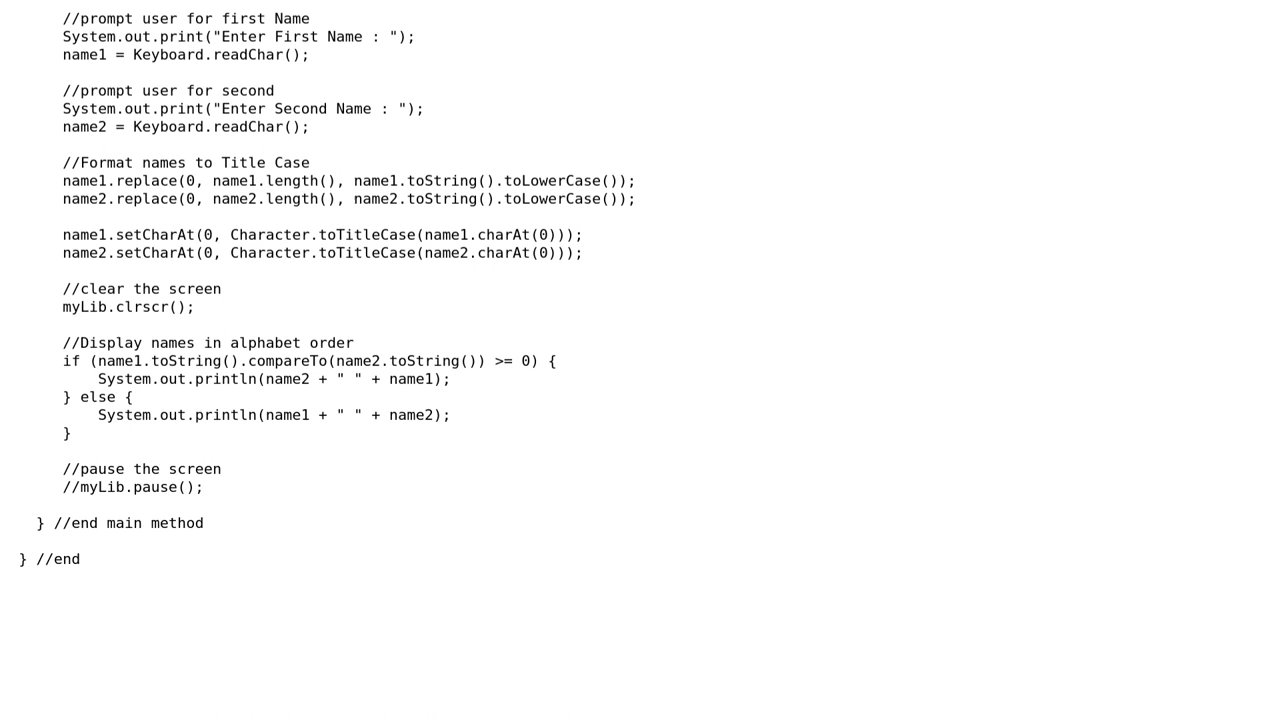 //prompt user for first Name
System.out.print("Enter First Name : ");
name1 = Keyboard.readChar();
//prompt user for second
System.out.print("Enter Second Name : ");
name2 = Keyboard.readChar();
//Format names to Title Case
name1.replace(0, name1.length(), name1.toString().toLowerCase());
name2.replace(0, name2.length(), name2.toString().toLowerCase());
name1.setCharAt(0, Character.toTitleCase(name1.charAt(0)));
name2.setCharAt(0, Character.toTitleCase(name2.charAt(0)));
//clear the screen
myLib.clrscr();
//Display names in alphabet order
if (name1.toString().compareTo(name2.toString()) >= 0) {
System.out.println(name2 + " " + name1);
} else {
System.out.println(name1 + " " + name2);
}
//pause the screen
//myLib.pause();
} //end main method
} //end